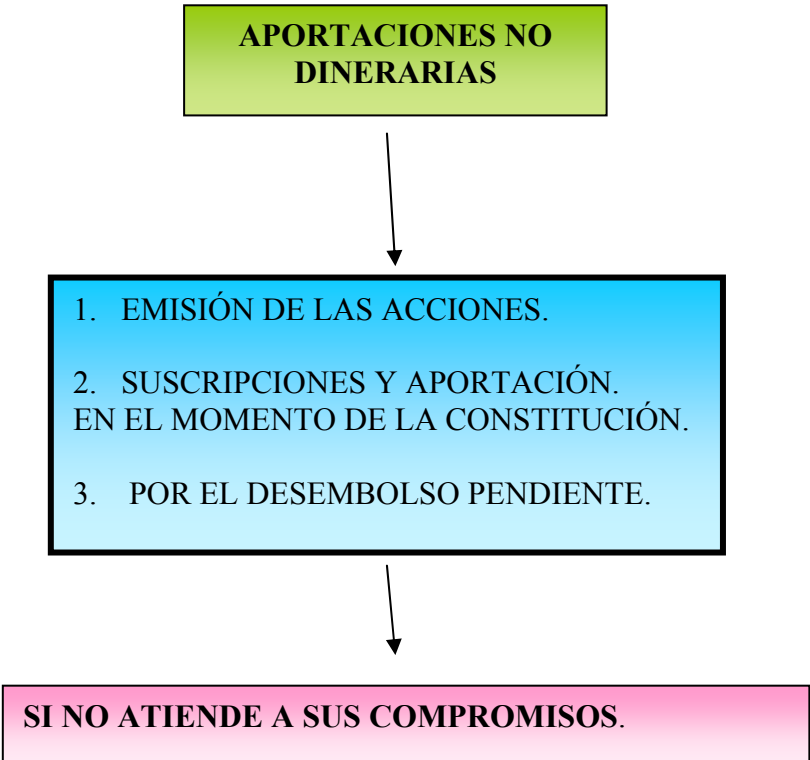 APORTACIONES NO
DINERARIAS
1. EMISIÓN DE LAS ACCIONES.
2. SUSCRIPCIONES Y APORTACIÓN.
EN EL MOMENTO DE LA CONSTITUCIÓN.
3. POR EL DESEMBOLSO PENDIENTE.
SI NO ATIENDE A SUS COMPROMISOS.